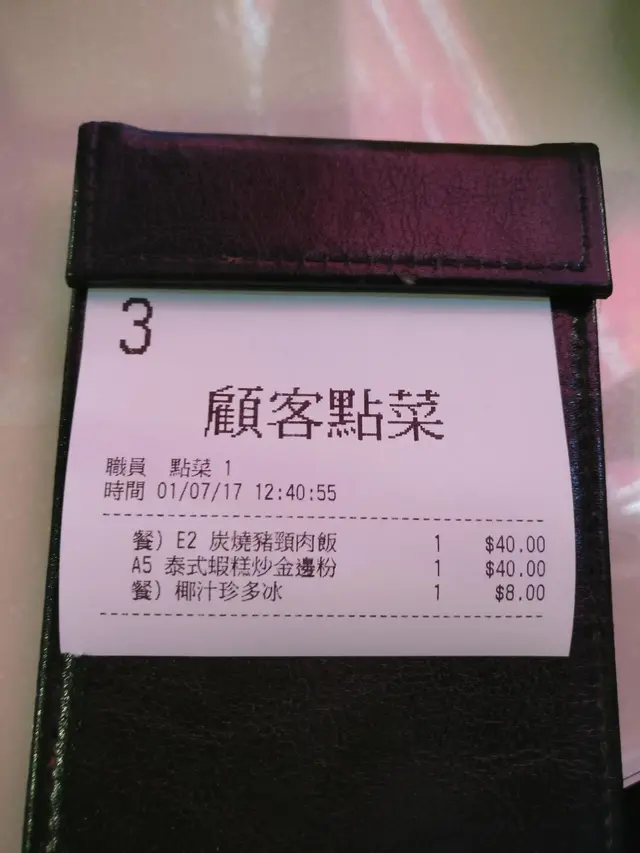 3
顧客點菜
職員 點菜 1
時間 01/07/17 12:40:55
餐) E2 炭燒豬頸肉飯 1 $40.00
A5 泰式蝦糕炒金邊粉 1 $40.00
餐) 椰汁珍多冰 1 $8.00